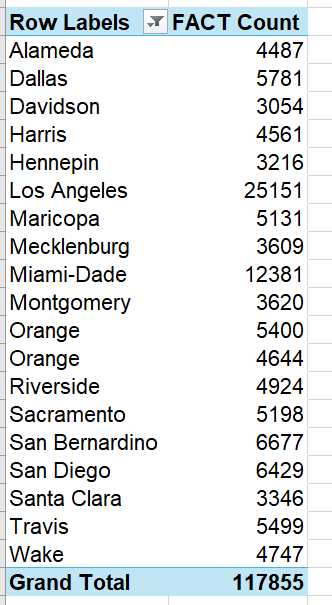 Row Labels FACT Count
Alameda 4487
Dallas 5781
Davidson 3054
Harris 4561
Hennepin 3216
Los Angeles 25151
Maricopa 5131
Mecklenburg 3609
Miami-Dade 12381
Montgomery 3620
Orange 5400
Orange 4644
Riverside 4924
Sacramento 5198
San Bernardino 6677
San Diego 6429
Santa Clara 3346
Travis 5499
Wake 4747
Grand Total 117855